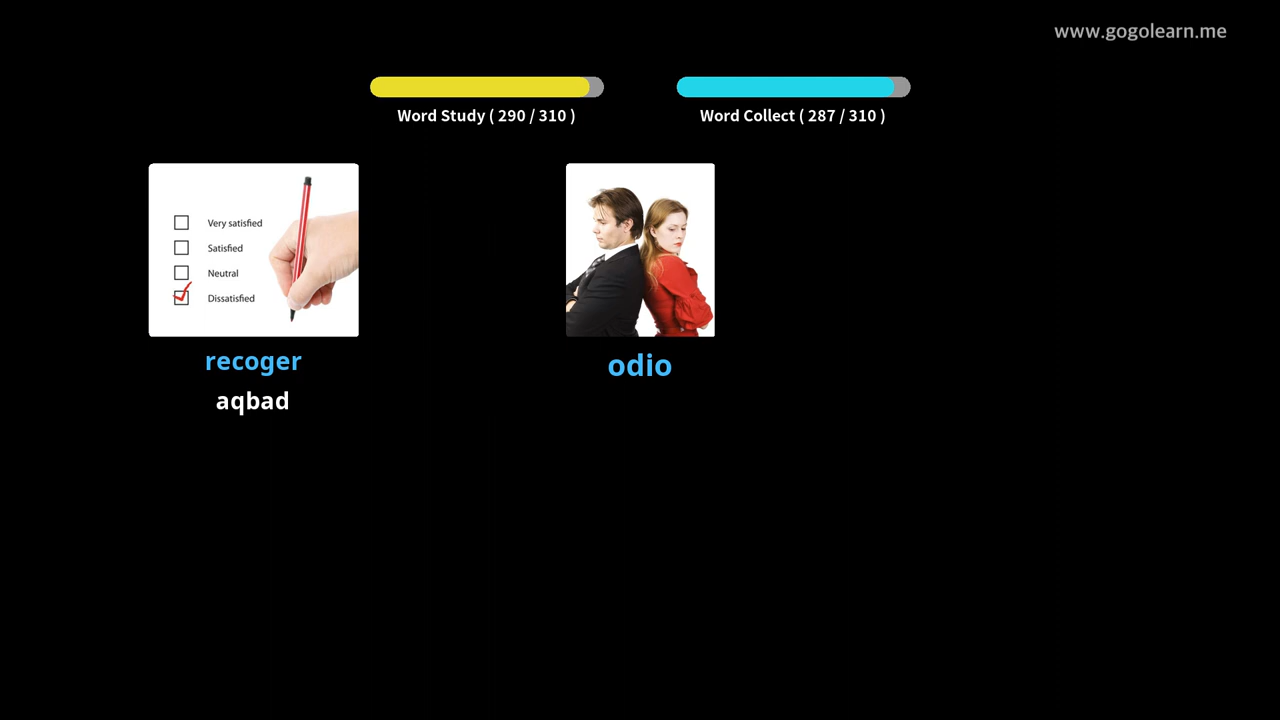 www.gogolearn.me
Word Study ( 290 / 310 )
Word Collect ( 287 / 310 )
Very satisfied
Satisfied
Neutral
Dissatisfied
recoger
aqbad
odio